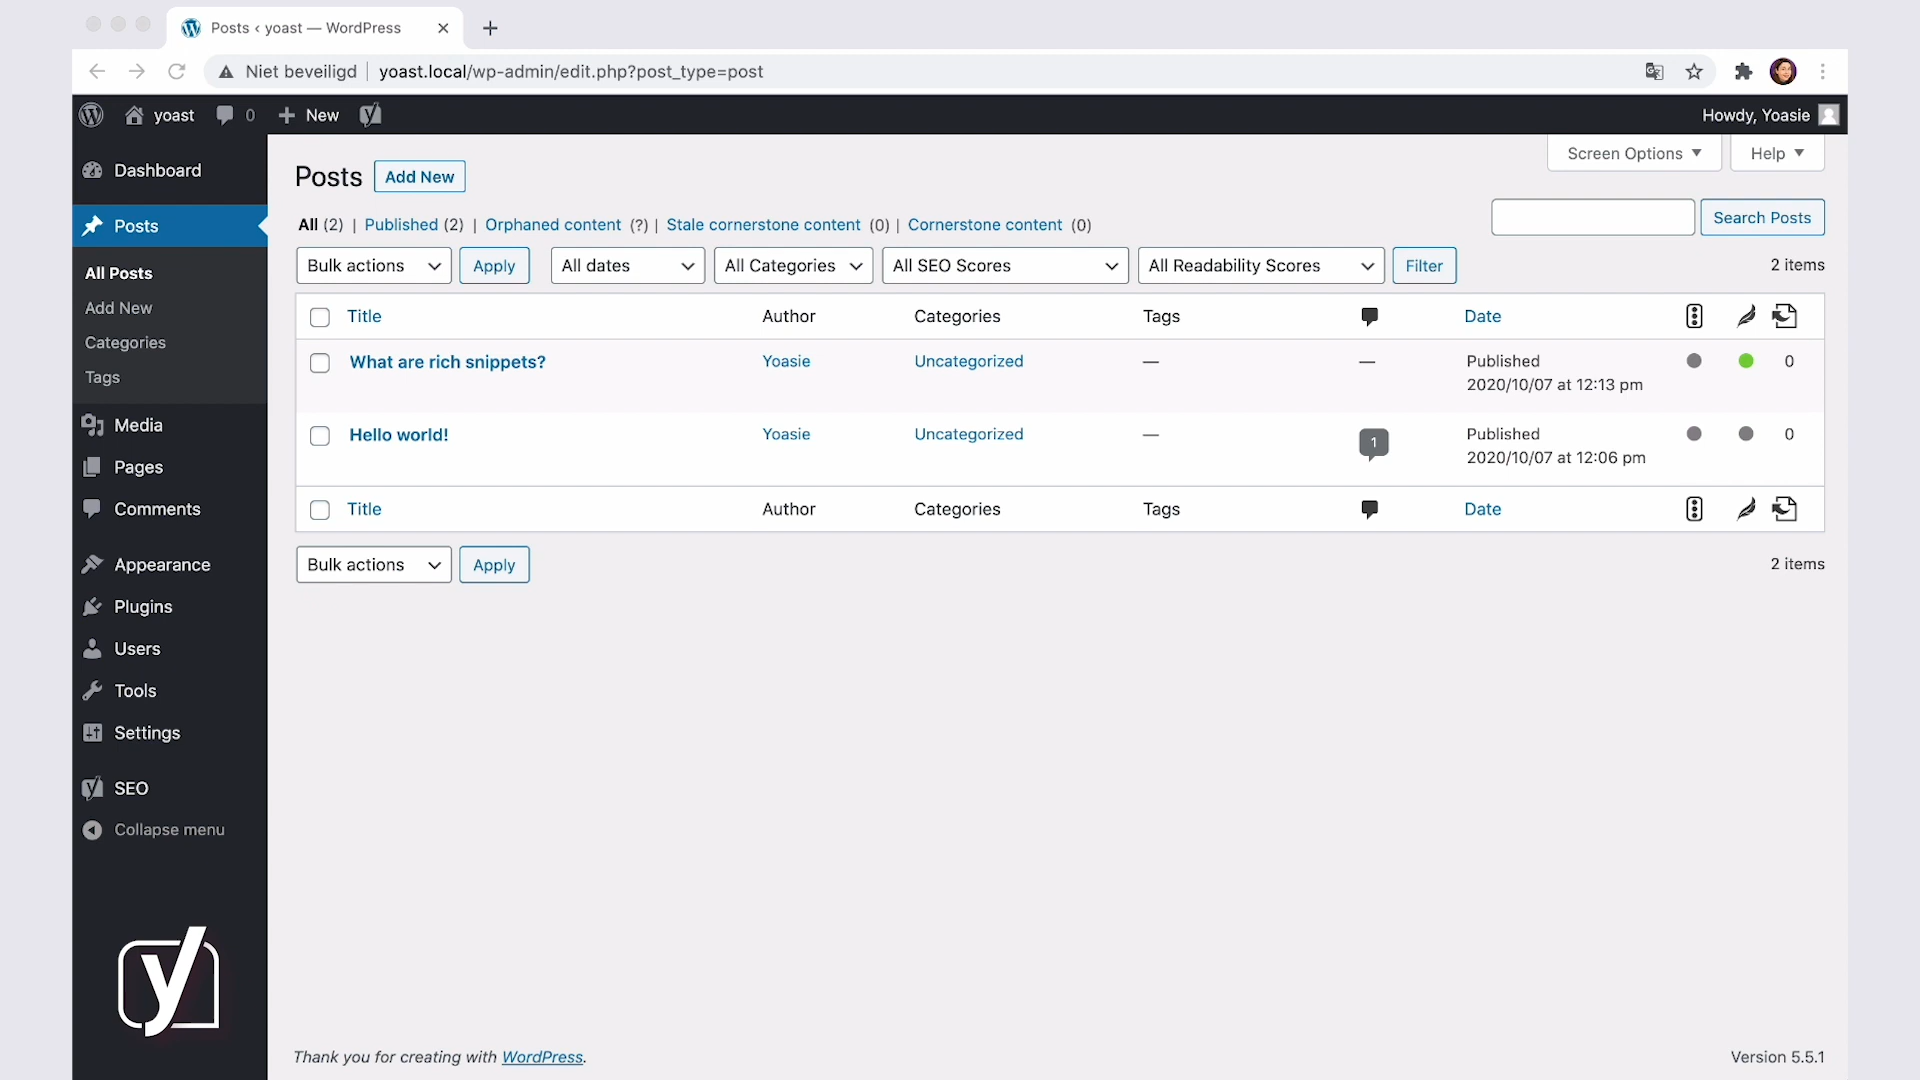 Posts ‹ yoast — WordPress
Niet beveiligd | yoast.local/wp-admin/edit.php?post_type=post
yoast 0 New Howdy, Yoasie
Screen Options Help
Dashboard
Posts
All Posts
Add New
Categories
Tags
Media
Pages
Comments
Appearance
Plugins
Users
Tools
Settings
SEO
Collapse menu
Posts Add New
All (2) | Published (2) | Orphaned content (?) | Stale cornerstone content (0) | Cornerstone content (0)
Search Posts
Bulk actions Apply All dates All Categories All SEO Scores All Readability Scores Filter 2 items
Title Author Categories Tags Date
What are rich snippets? Yoasie Uncategorized — — Published 0
2020/10/07 at 12:13 pm
Hello world! Yoasie Uncategorized — 1 Published 0
2020/10/07 at 12:06 pm
Title Author Categories Tags Date
Bulk actions Apply 2 items
y
Thank you for creating with WordPress. Version 5.5.1